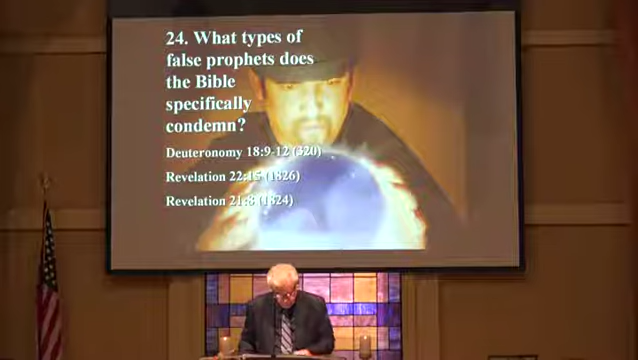 24. What types of
false prophets does
the Bible
specifically
condemn?
Deuteronomy 18:9-12 (320)
Revelation 22:15 (1826)
Revelation 21:8 (1824)